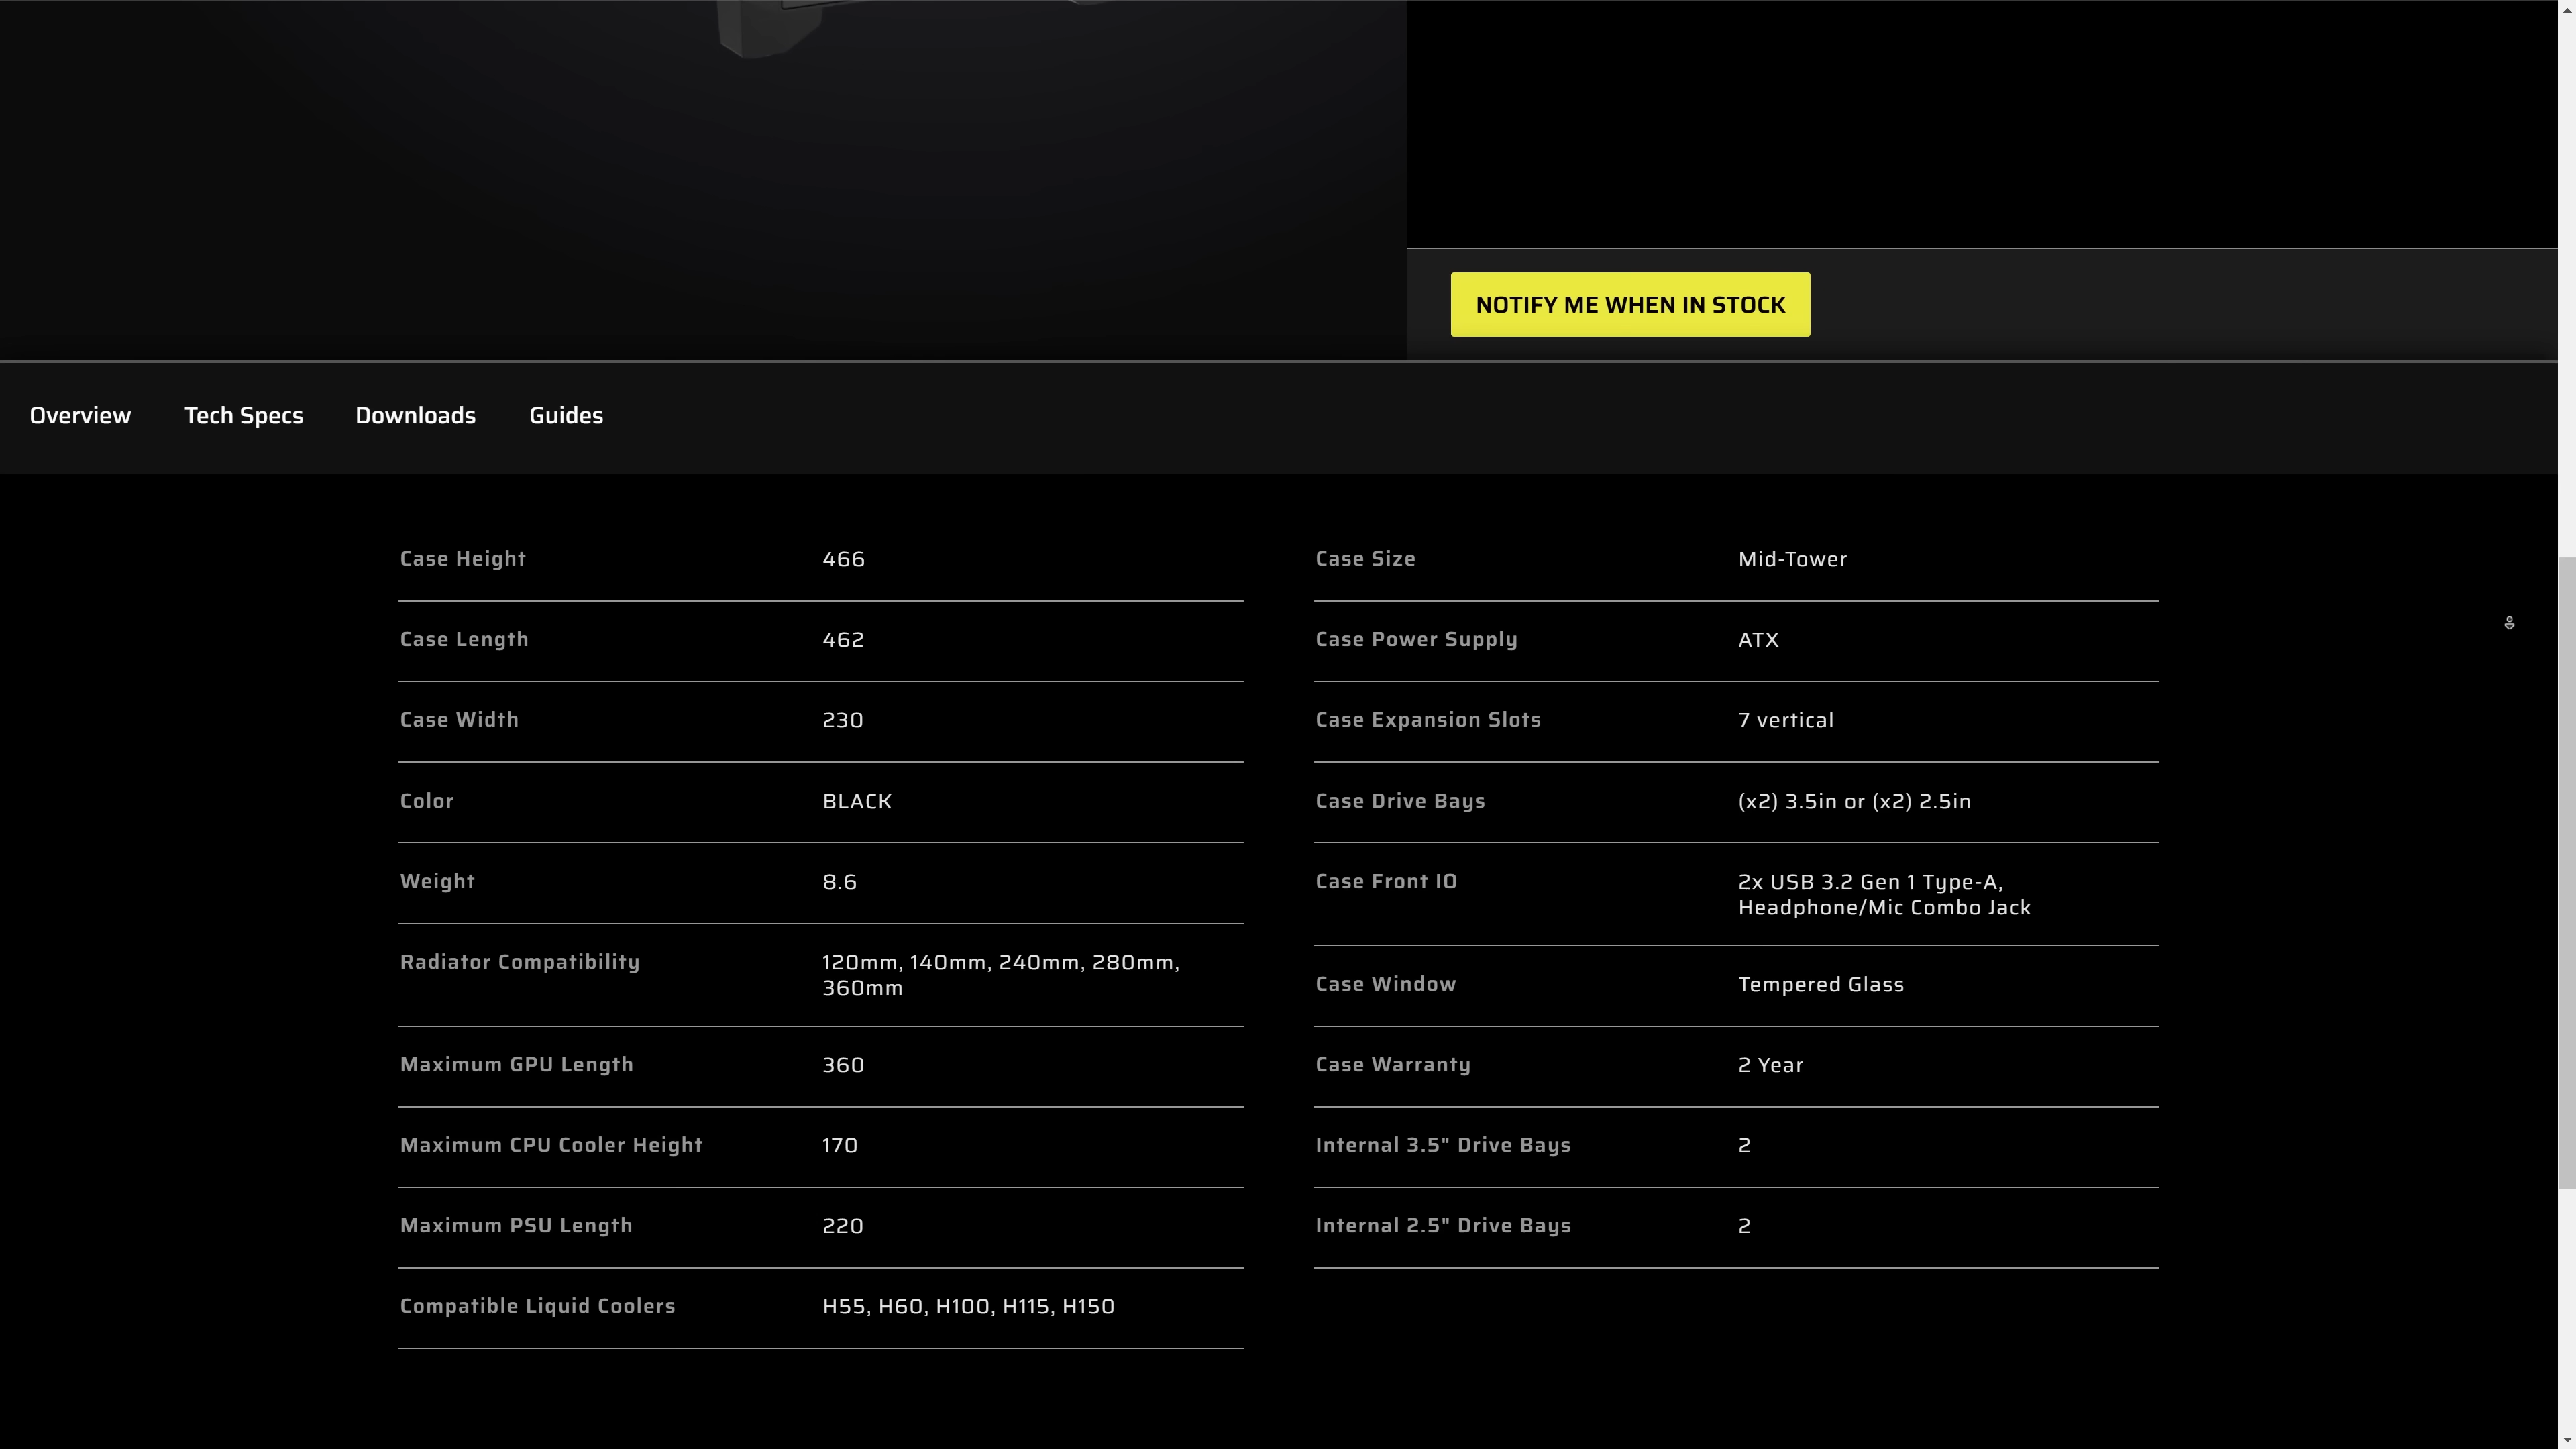 NOTIFY ME WHEN IN STOCK
Overview
Tech Specs
Downloads
Guides
Case Height
466
Case Length
462
Case Width
230
Color
BLACK
Weight
8.6
Radiator Compatibility
120mm, 140mm, 240mm, 280mm,
360mm
Maximum GPU Length
360
Maximum CPU Cooler Height
170
Maximum PSU Length
220
Compatible Liquid Coolers
H55, H60, H100, H115, H150
Case Size
Mid-Tower
Case Power Supply
ATX
Case Expansion Slots
7 vertical
Case Drive Bays
(x2) 3.5in or (x2) 2.5in
Case Front IO
2x USB 3.2 Gen 1 Type-A,
Headphone/Mic Combo Jack
Case Window
Tempered Glass
Case Warranty
2 Year
Internal 3.5" Drive Bays
2
Internal 2.5" Drive Bays
2